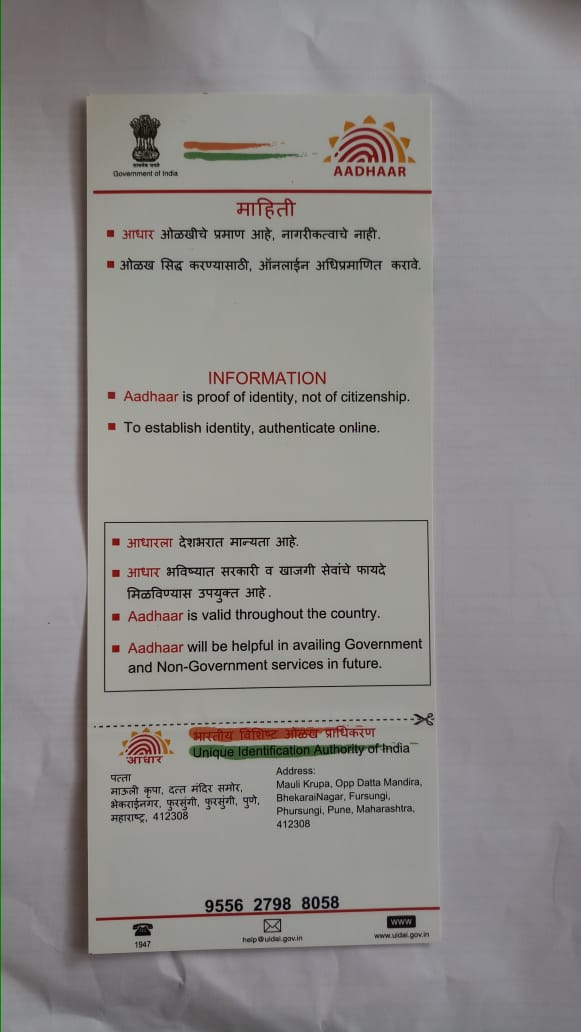 सत्यमेव जयते
Government of India
AADHAAR
माहिती
आधार ओळखीचे प्रमाण आहे, नागरीकत्वाचे नाही.
ओळख सिद्ध करण्यासाठी, ऑनलाईन अधिप्रमाणित करावे.
INFORMATION
Aadhaar is proof of identity, not of citizenship.
To establish identity, authenticate online.
आधारला देशभरात मान्यता आहे.
आधार भविष्यात सरकारी व खाजगी सेवांचे फायदे
मिळविण्यास उपयुक्त आहे.
Aadhaar is valid throughout the country.
Aadhaar will be helpful in availing Government
and Non-Government services in future.
भारतीय विशिष्ट ओळख प्राधिकरण
Unique Identification Authority of India
आधार
पत्ता
माऊली कृपा, दत्त मंदिर समोर,
भेकराईनगर, फुरसुंगी, फुरसुंगी, पुणे,
महाराष्ट्र, 412308
Address:
Mauli Krupa, Opp Datta Mandira,
BhekaraiNagar, Fursungi,
Phursungi, Pune, Maharashtra,
412308
9556 2798 8058
1947
help@uidai.gov.in
www
www.uidai.gov.in